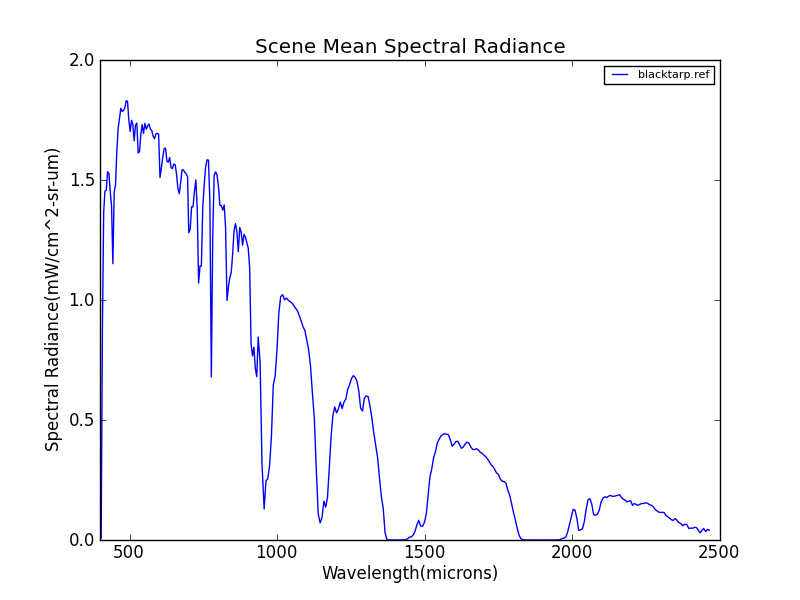 Scene Mean Spectral Radiance
blacktarp.ref
2.0
1.5
1.0
0.5
0.0
Spectral Radiance(mW/cm^2-sr-um)
500 1000 1500 2000 2500
Wavelength(microns)